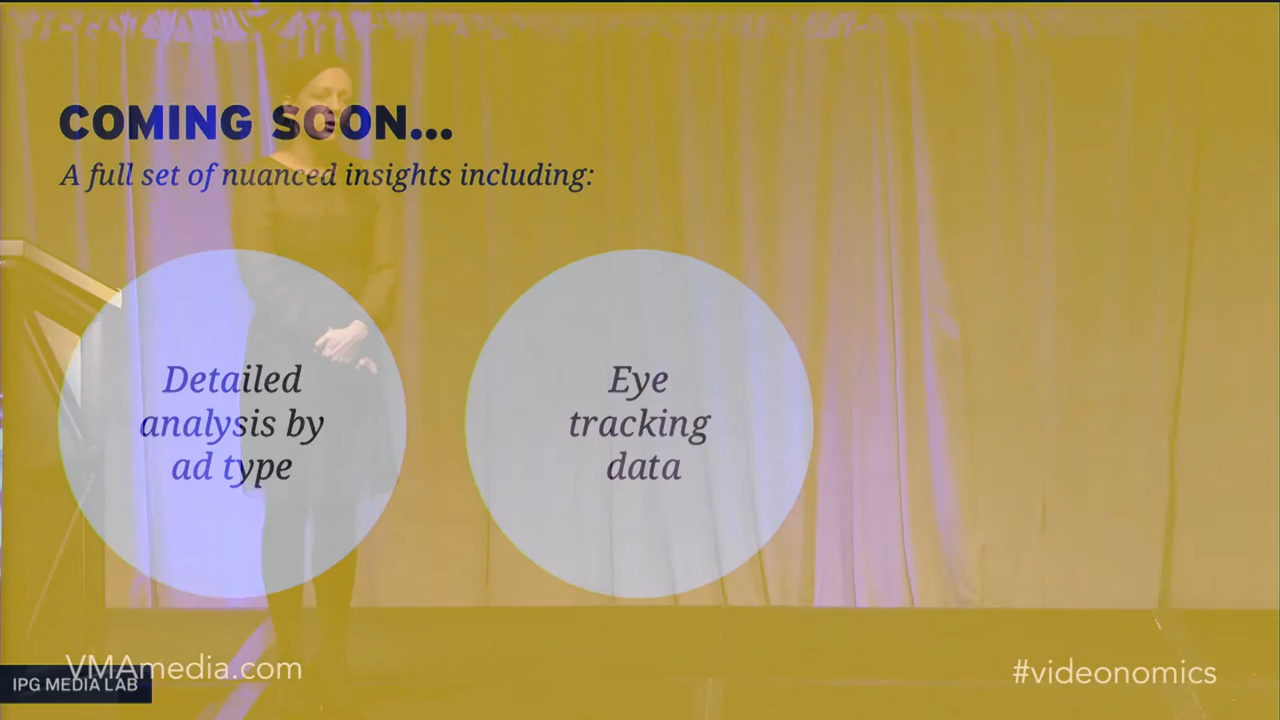 COMING SOON...
A full set of nuanced insights including:
Detailed
analysis by
ad type
Eye
tracking
data
VMAmedia.com
IPG MEDIA LAB
#videonomics